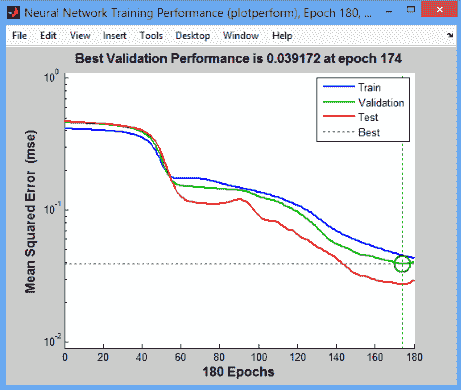 Neural Network Training Performance (plotperform), Epoch 180, ...
File Edit View Insert Tools Desktop Window Help
Best Validation Performance is 0.039172 at epoch 174
Mean Squared Error (mse)
10^0
10^-1
10^-2
Train
Validation
Test
Best
0 20 40 60 80 100 120 140 160 180
180 Epochs